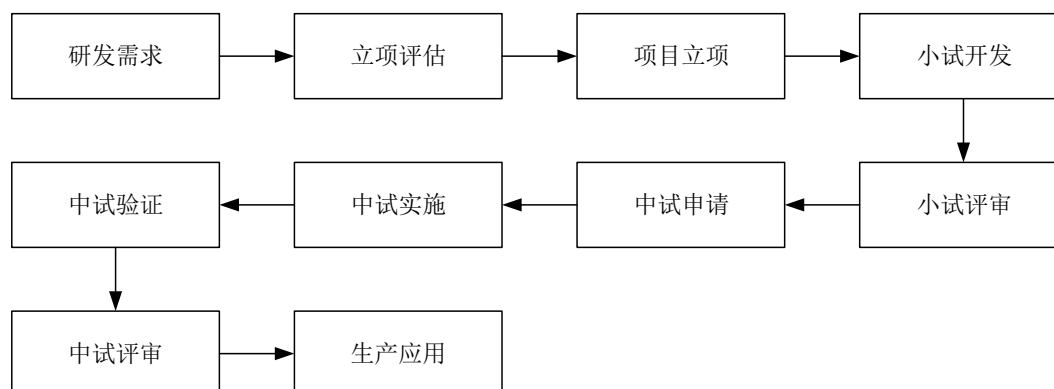 研发需求
立项评估
项目立项
小试开发
小试评审
中试申请
中试实施
中试验证
中试评审
生产应用